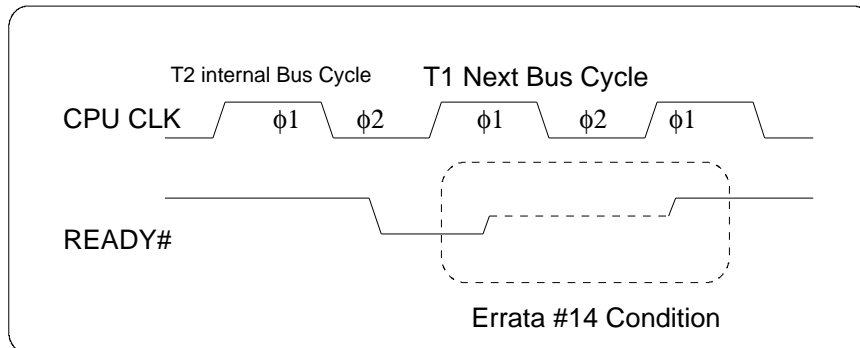 T2 internal Bus Cycle T1 Next Bus Cycle
CPU CLK ϕ1 ϕ2 ϕ1 ϕ2 ϕ1
READY#
Errata #14 Condition